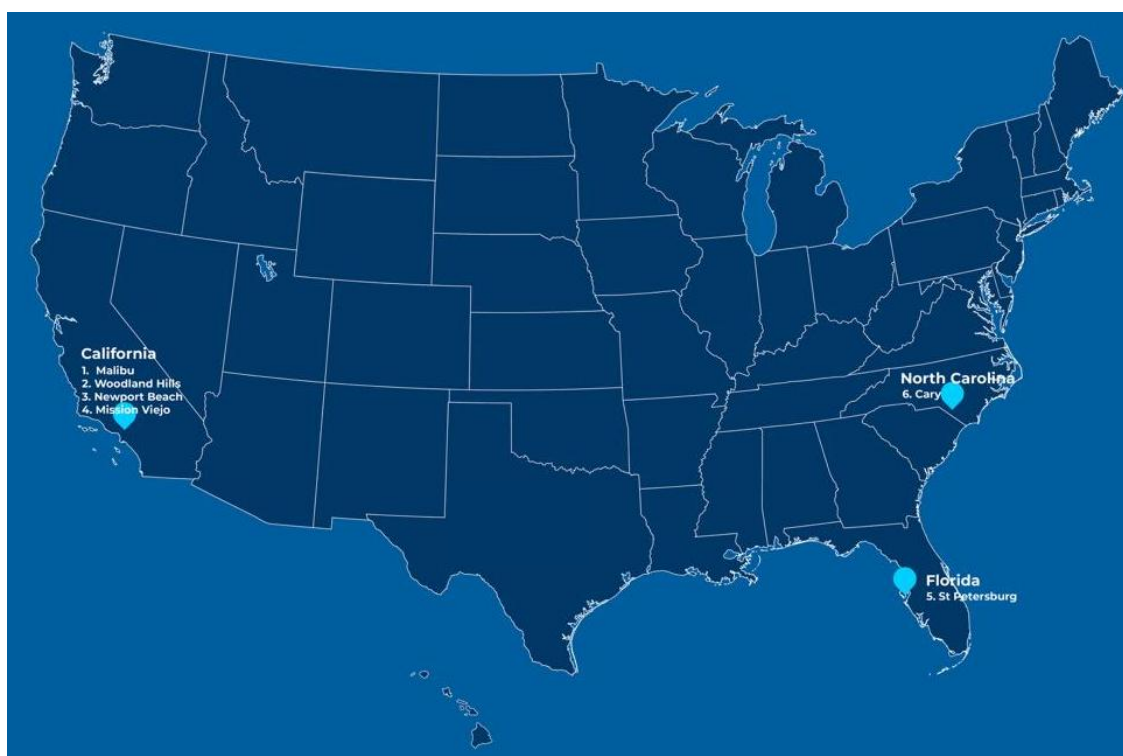 California
1. Malibu
2. Woodland Hills
3. Newport Beach
4. Mission Viejo
North Carolina
6. Cary
Florida
5. St Petersburg